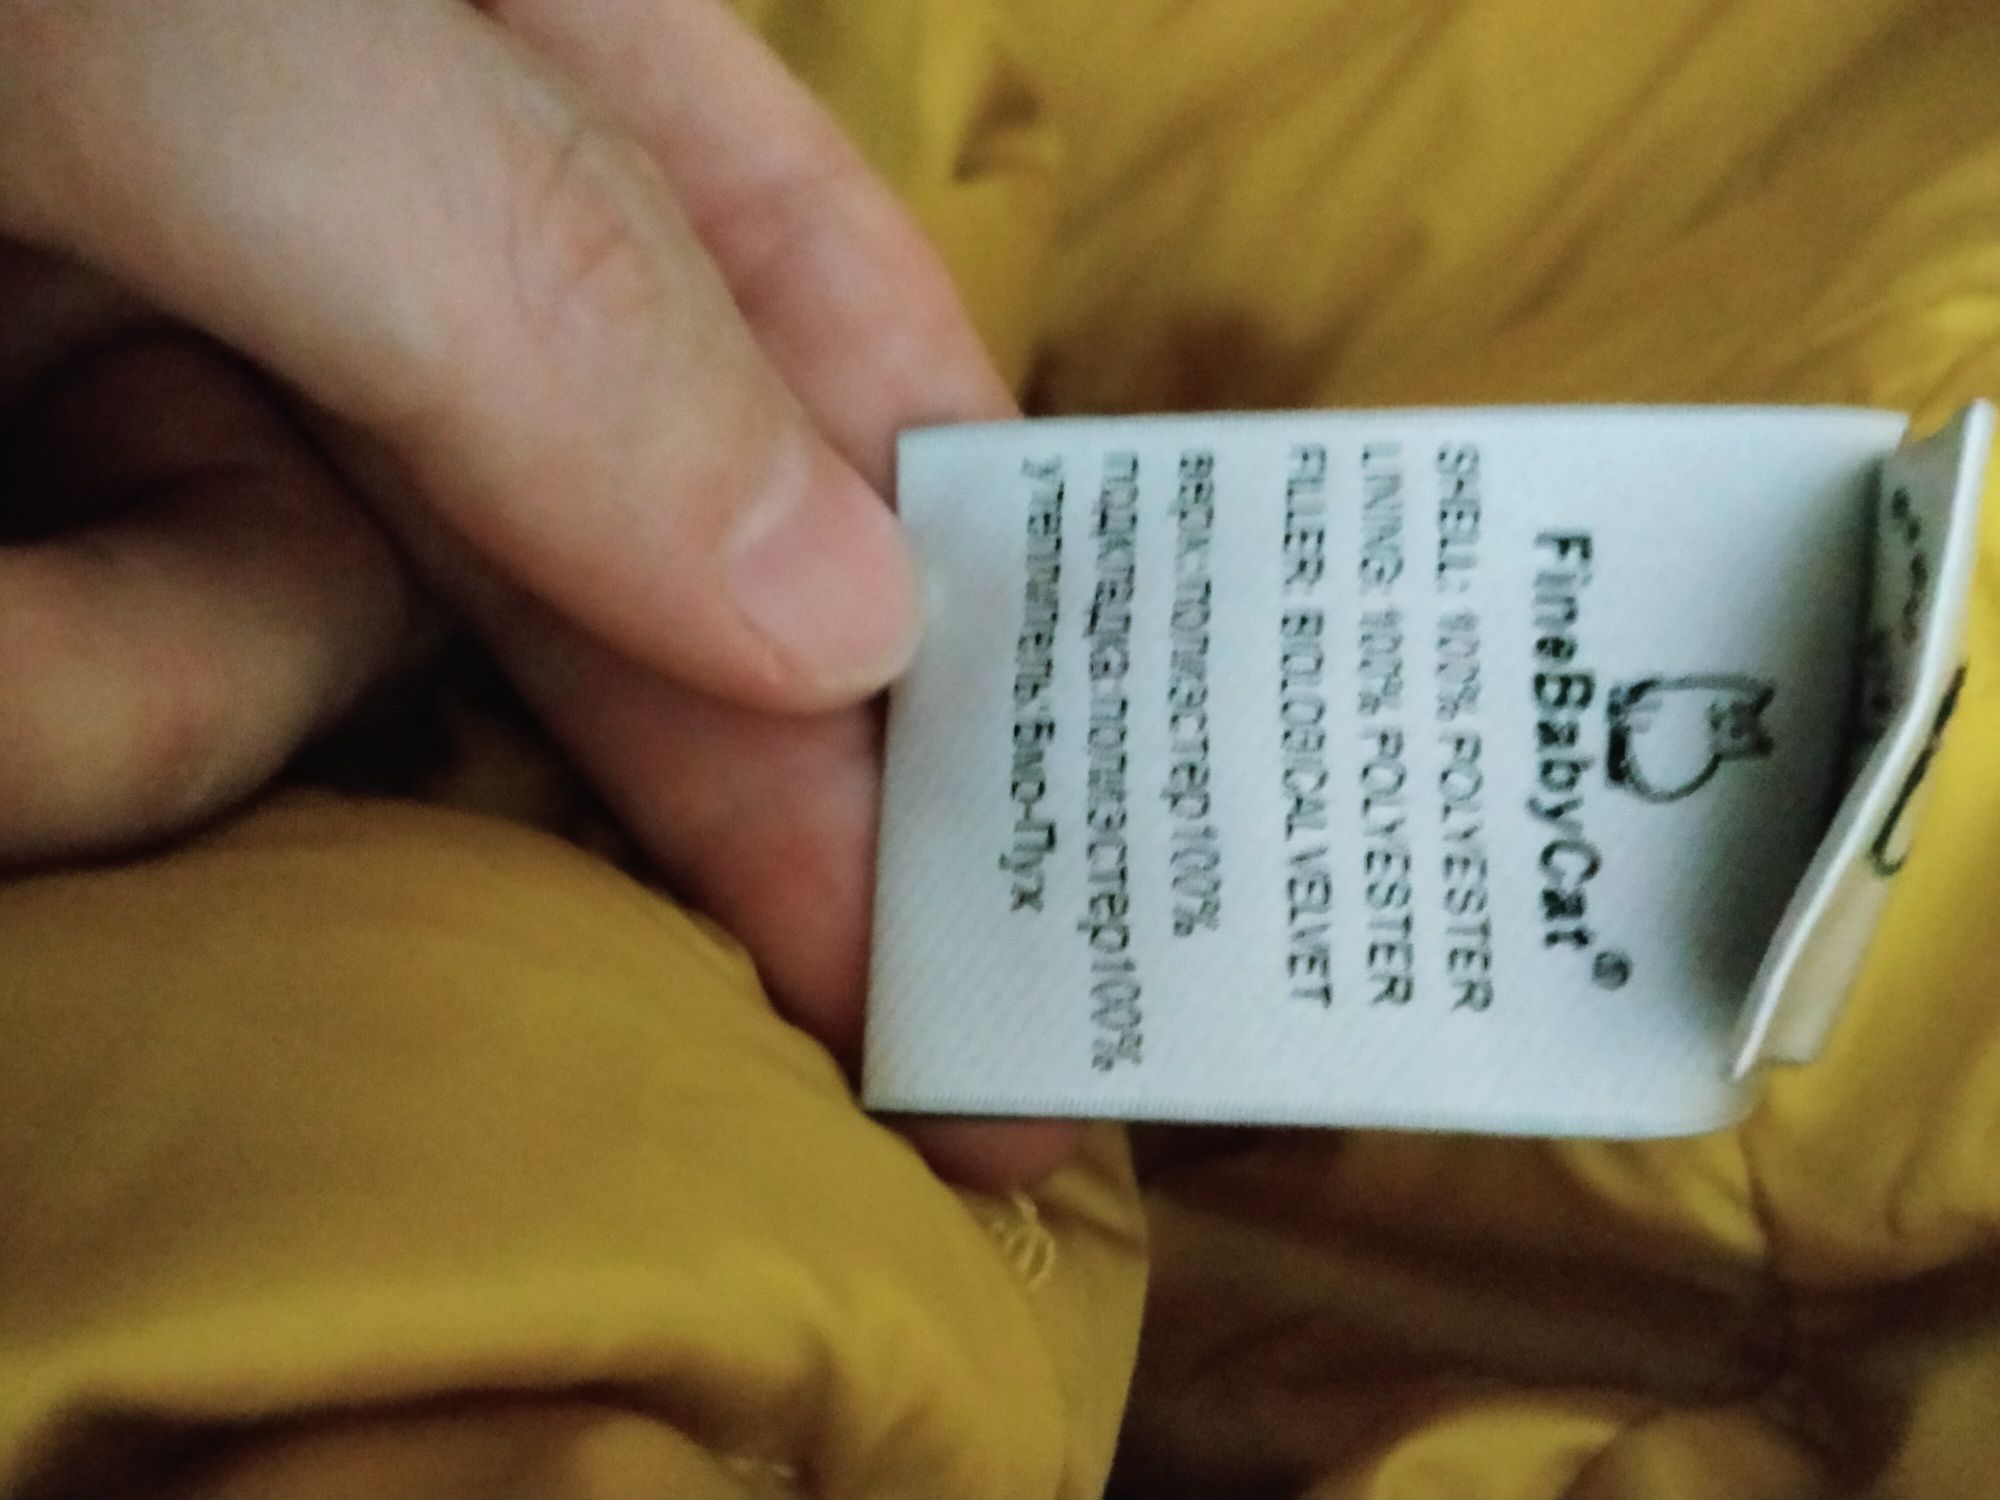 FineBabyCat®
SHELL: 100% POLYESTER
LINING: 100% POLYESTER
FILLER: BIOLOGICAL VELVET
верх:полиэстер100%
подкладка:полиэстер100%
утеплитель:Био-Пух